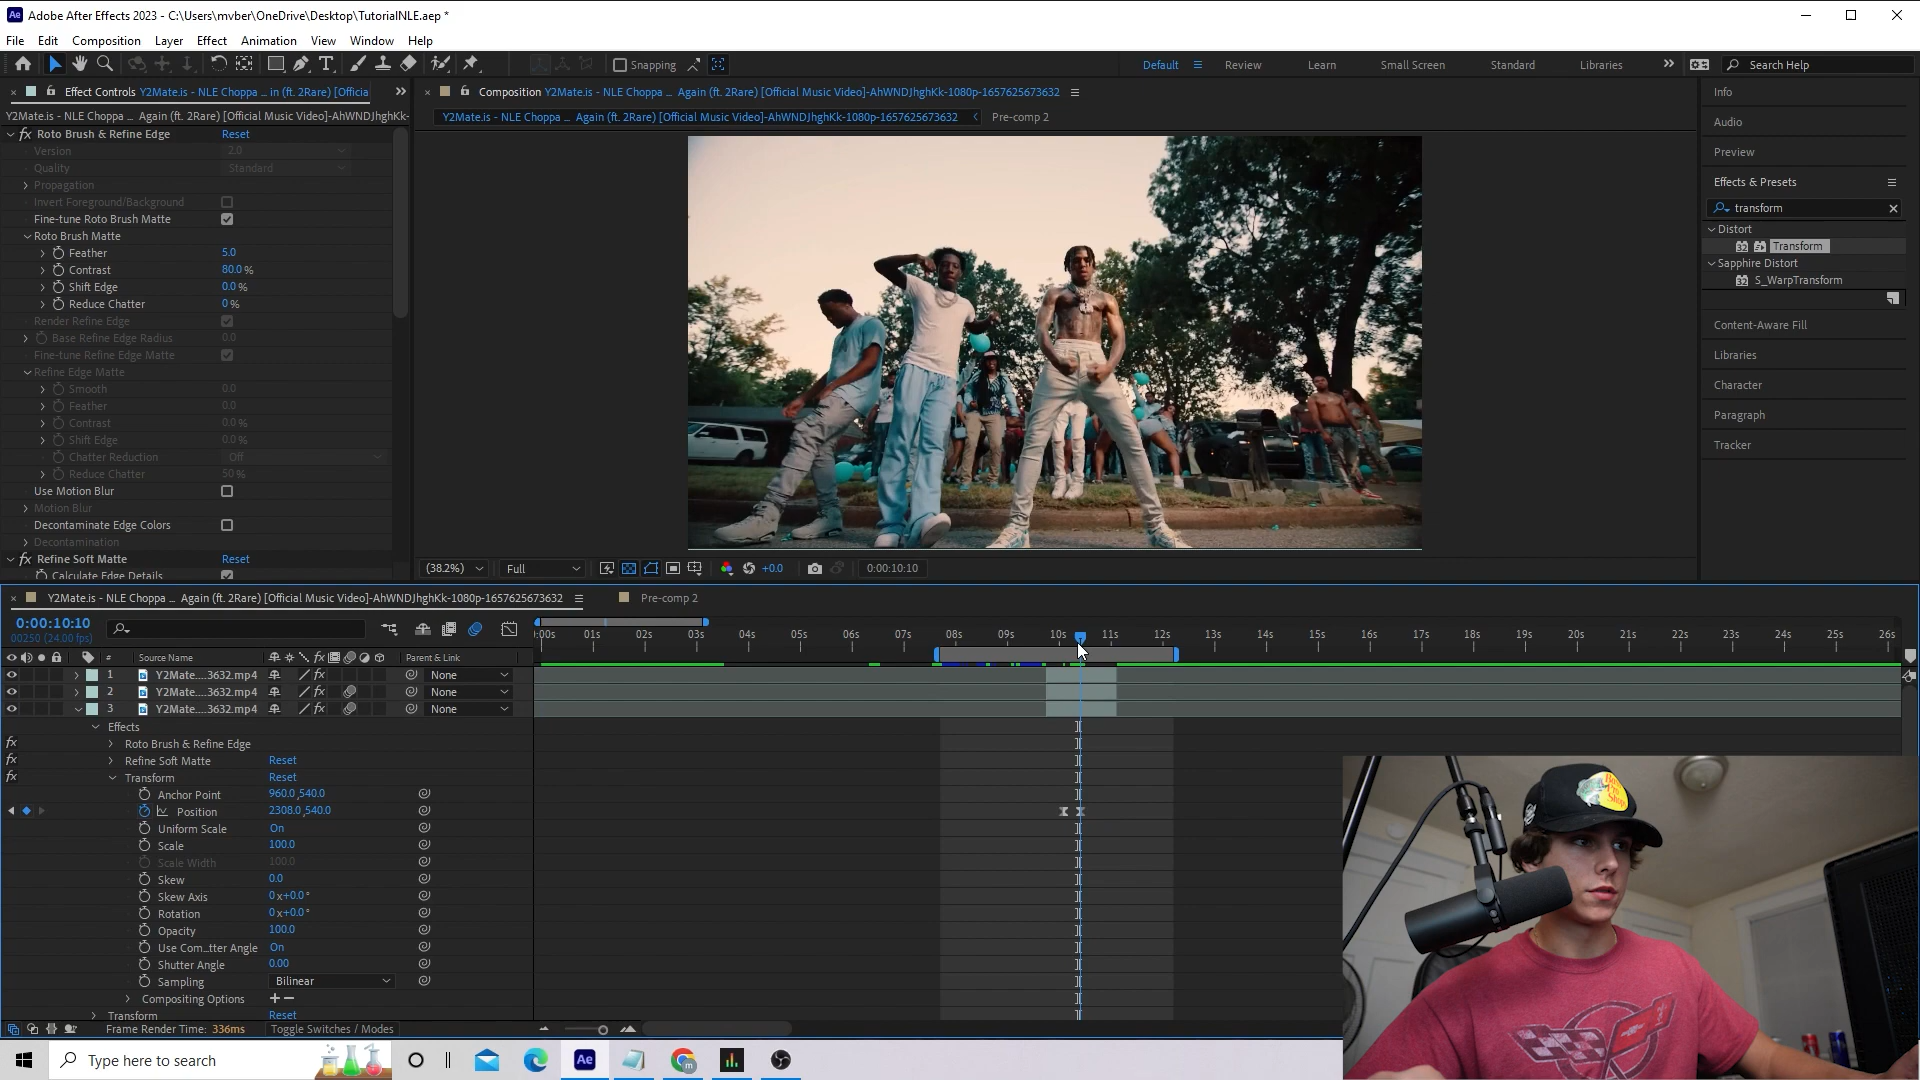 Adobe After Effects 2023 - C:\Users\mvber\OneDrive\Desktop\TutorialNLE.aep *
File Edit Composition Layer Effect Animation View Window Help
Snapping Default Review Learn Small Screen Standard Libraries Search Help
Effect Controls Y2Mate.is - NLE Choppa ... in (ft. 2Rare) [Officia
Y2Mate.is - NLE Choppa ... Again (ft. 2Rare) [Official Music Video]-AhWNDJhghKk-
Roto Brush & Refine Edge Reset
Version 2.0
Quality Standard
Propagation
Invert Foreground/Background
Fine-tune Roto Brush Matte
Roto Brush Matte
Feather 5.0
Contrast 80.0 %
Shift Edge 0.0 %
Reduce Chatter 0 %
Render Refine Edge
Base Refine Edge Radius 0.0
Fine-tune Refine Edge Matte
Refine Edge Matte
Smooth 0.0
Feather 0.0
Contrast 0.0 %
Shift Edge 0.0 %
Chatter Reduction Off
Reduce Chatter 50 %
Use Motion Blur
Motion Blur
Decontaminate Edge Colors
Decontamination
Refine Soft Matte Reset
Calculate Edge Details
Composition Y2Mate.is - NLE Choppa ... Again (ft. 2Rare) [Official Music Video]-AhWNDJhghKk-1080p-1657625673632
Y2Mate.is - NLE Choppa ... Again (ft. 2Rare) [Official Music Video]-AhWNDJhghKk-1080p-1657625673632 Pre-comp 2
(38.2%) Full +0.0 0:00:10:10
Info
Audio
Preview
Effects & Presets
transform
Distort
32 Transform
Sapphire Distort
32 S_WarpTransform
Content-Aware Fill
Libraries
Character
Paragraph
Tracker
Y2Mate.is - NLE Choppa ... Again (ft. 2Rare) [Official Music Video]-AhWNDJhghKk-1080p-1657625673632 Pre-comp 2
0:00:10:10
00250 (24.00 fps)
):00s 01s 02s 03s 04s 05s 06s 07s 08s 09s 10s 11s 12s 13s 14s 15s 16s 17s 18s 19s 20s 21s 22s 23s 24s 25s 26s
# Source Name Parent & Link
1 Y2Mate....3632.mp4 None
2 Y2Mate....3632.mp4 None
3 Y2Mate....3632.mp4 None
Effects
Roto Brush & Refine Edge
Refine Soft Matte Reset
Transform Reset
Anchor Point 960.0,540.0
Position 2308.0,540.0
Uniform Scale On
Scale 100.0
Scale Width 100.0
Skew 0.0
Skew Axis 0x+0.0°
Rotation 0x+0.0°
Opacity 100.0
Use Com...tter Angle On
Shutter Angle 0.00
Sampling Bilinear
Compositing Options + −
Transform Reset
Frame Render Time: 336ms Toggle Switches / Modes
Type here to search
Ae